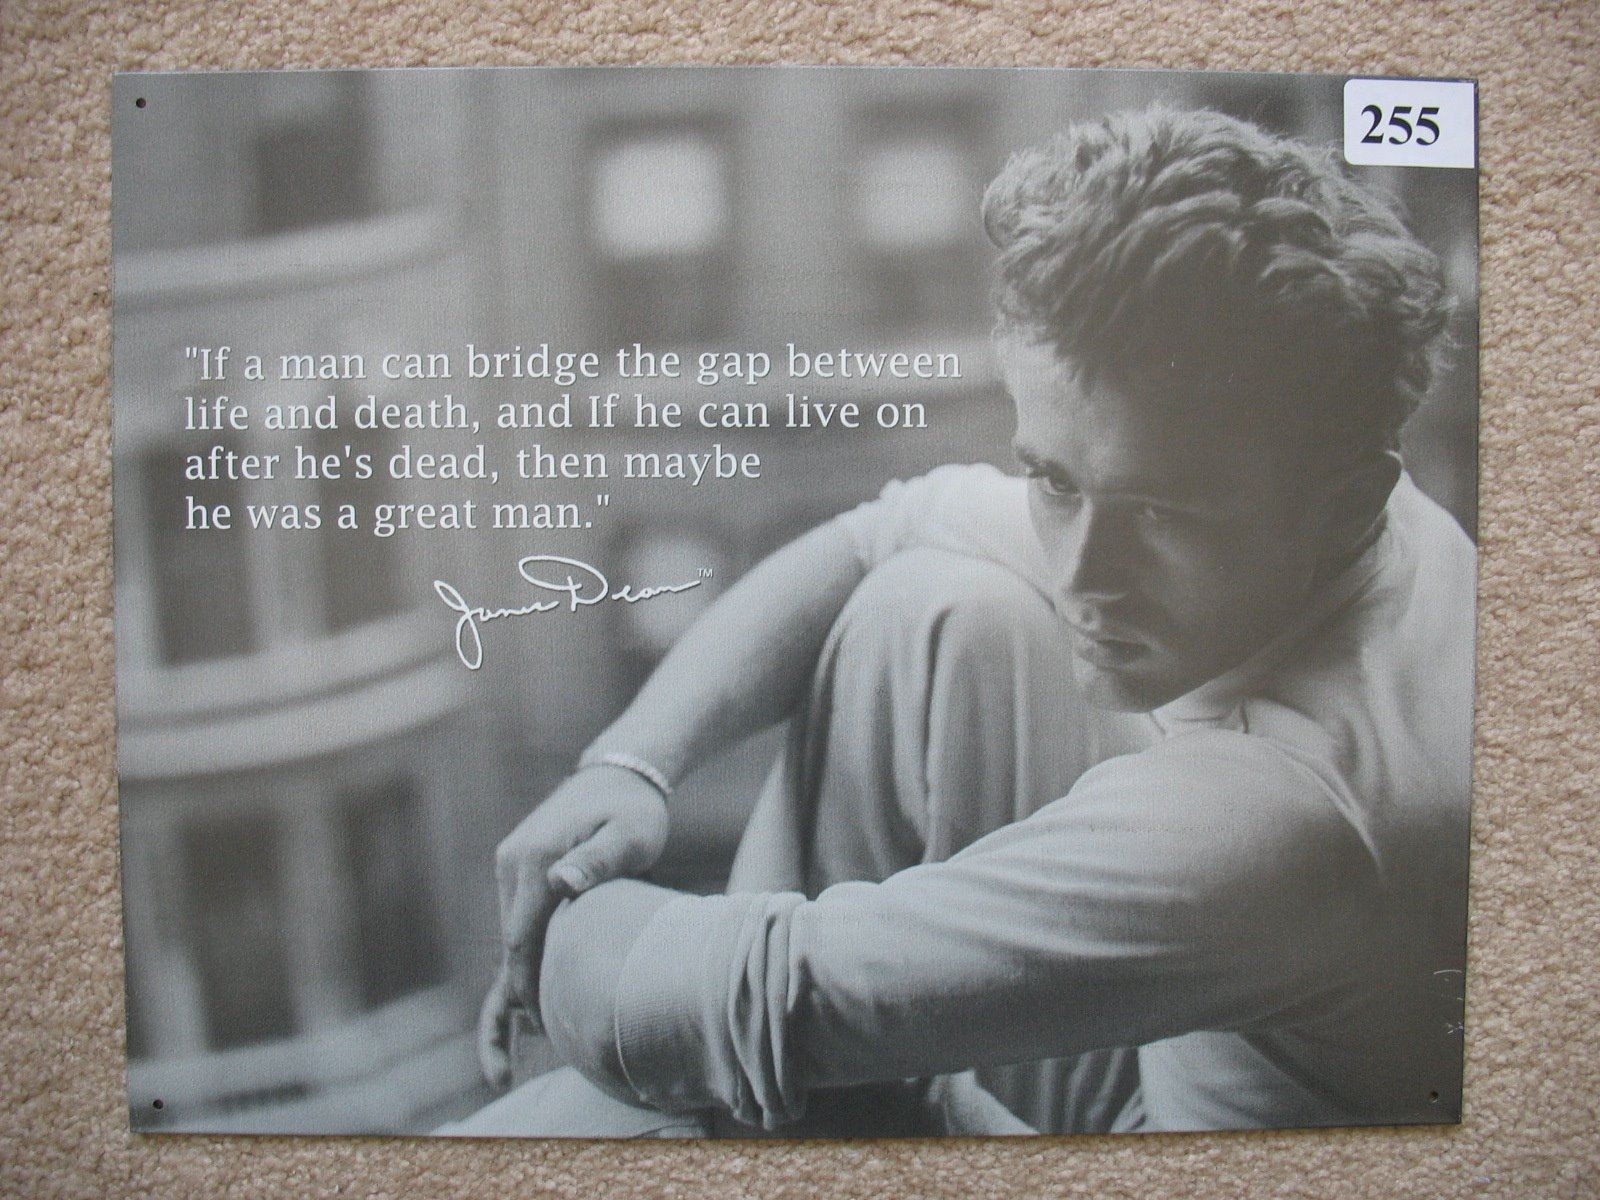 255
"If a man can bridge the gap between
life and death, and If he can live on
after he's dead, then maybe
he was a great man."
James Dean™